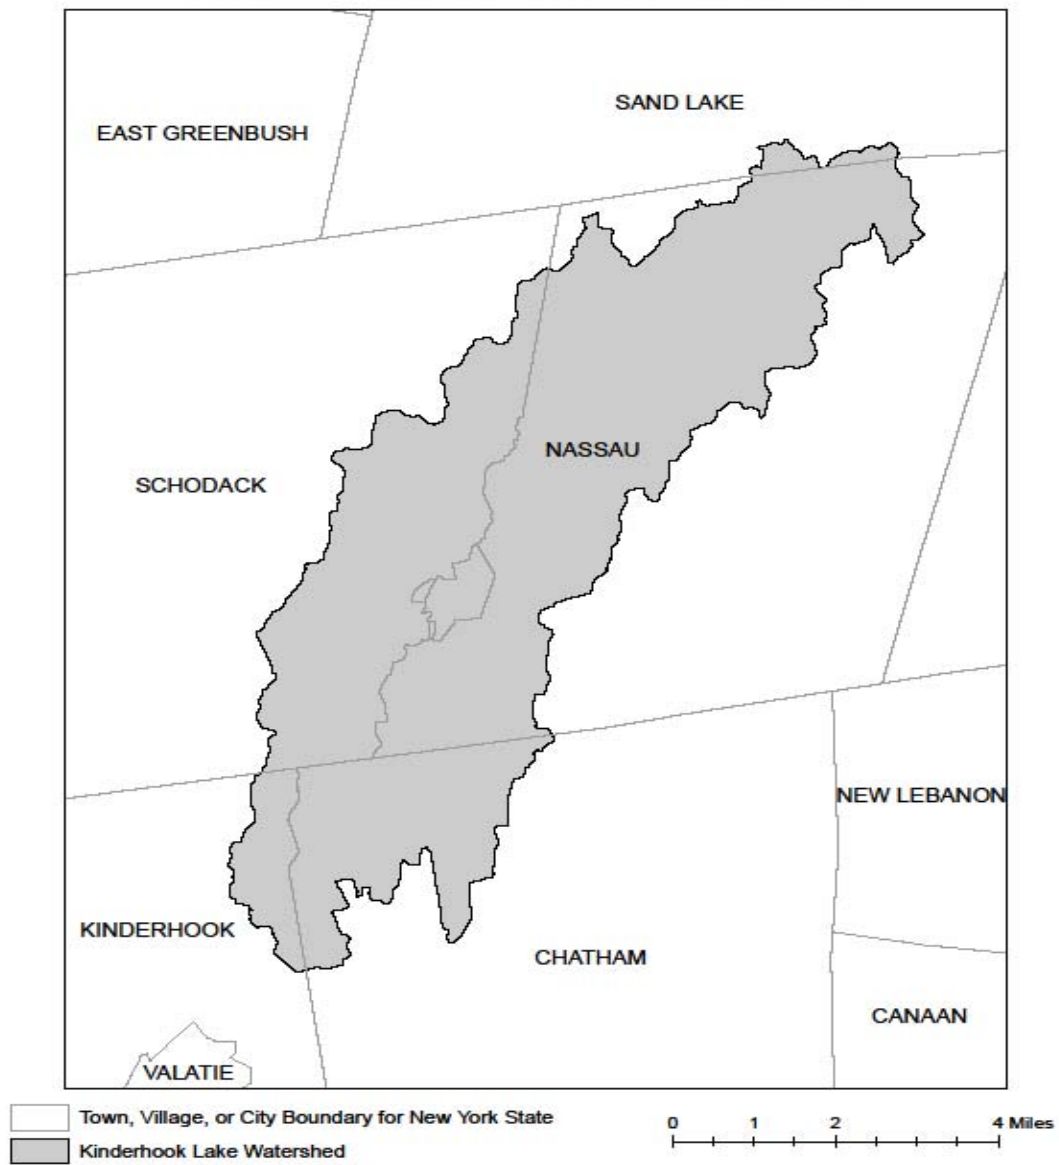 SAND LAKE
EAST GREENBUSH
NASSAU
SCHODACK
NEW LEBANON
KINDERHOOK
CHATHAM
CANAAN
VALATIE
Town, Village, or City Boundary for New York State
Kinderhook Lake Watershed
0 1 2 4 Miles